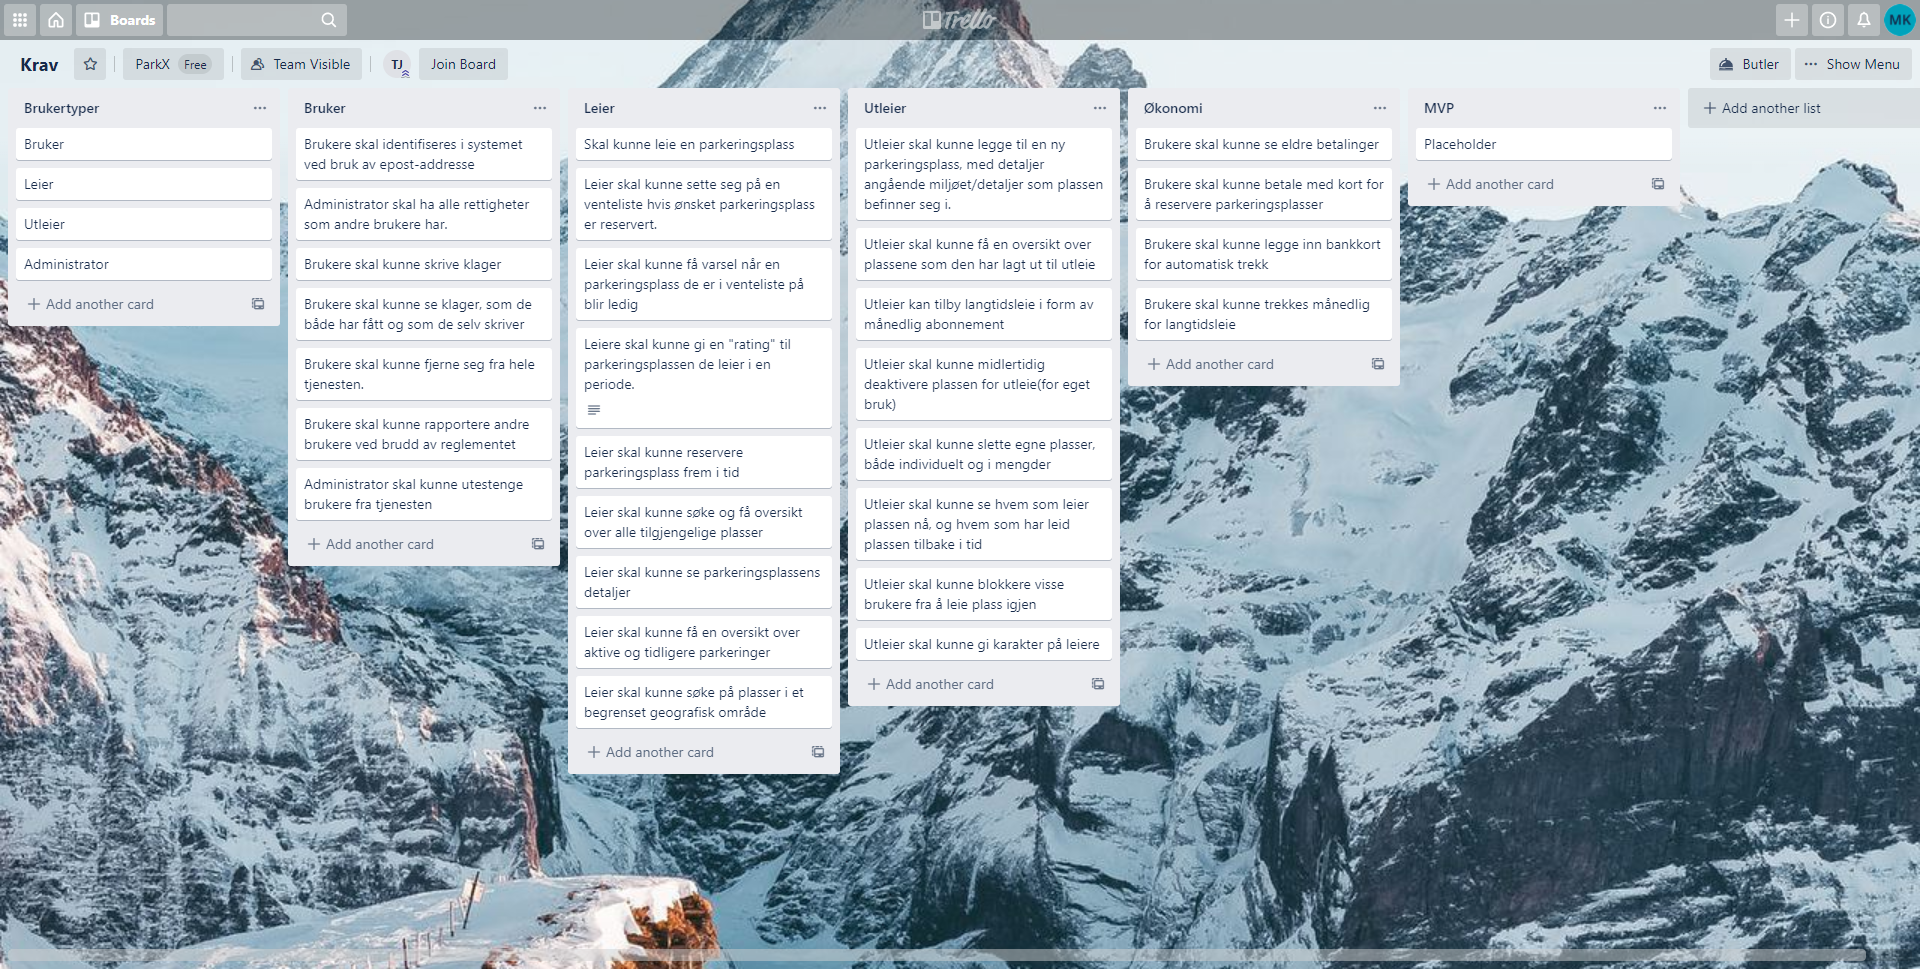 Boards
Trello
MK
Krav
ParkX Free
Team Visible
TJ
Join Board
Butler
Show Menu
Brukertyper
Bruker
Leier
Utleier
Administrator
Add another card
Bruker
Brukere skal identifiseres i systemet
ved bruk av epost-addresse
Administrator skal ha alle rettigheter
som andre brukere har.
Brukere skal kunne skrive klager
Brukere skal kunne se klager, som de
både har fått og som de selv skriver
Brukere skal kunne fjerne seg fra hele
tjenesten.
Brukere skal kunne rapportere andre
brukere ved brudd av reglementet
Administrator skal kunne utestenge
brukere fra tjenesten
Add another card
Leier
Skal kunne leie en parkeringsplass
Leier skal kunne sette seg på en
venteliste hvis ønsket parkeringsplass
er reservert.
Leier skal kunne få varsel når en
parkeringsplass de er i venteliste på
blir ledig
Leiere skal kunne gi en "rating" til
parkeringsplassen de leier i en
periode.
Leier skal kunne reservere
parkeringsplass frem i tid
Leier skal kunne søke og få oversikt
over alle tilgjengelige plasser
Leier skal kunne se parkeringsplassens
detaljer
Leier skal kunne få en oversikt over
aktive og tidligere parkeringer
Leier skal kunne søke på plasser i et
begrenset geografisk område
Add another card
Utleier
Utleier skal kunne legge til en ny
parkeringsplass, med detaljer
angående miljøet/detaljer som plassen
befinner seg i.
Utleier skal kunne få en oversikt over
plassene som den har lagt ut til utleie
Utleier kan tilby langtidsleie i form av
månedlig abonnement
Utleier skal kunne midlertidig
deaktivere plassen for utleie(for eget
bruk)
Utleier skal kunne slette egne plasser,
både individuelt og i mengder
Utleier skal kunne se hvem som leier
plassen nå, og hvem som har leid
plassen tilbake i tid
Utleier skal kunne blokkere visse
brukere fra å leie plass igjen
Utleier skal kunne gi karakter på leiere
Add another card
Økonomi
Brukere skal kunne se eldre betalinger
Brukere skal kunne betale med kort for
å reservere parkeringsplasser
Brukere skal kunne legge inn bankkort
for automatisk trekk
Brukere skal kunne trekkes månedlig
for langtidsleie
Add another card
MVP
Placeholder
Add another card
Add another list